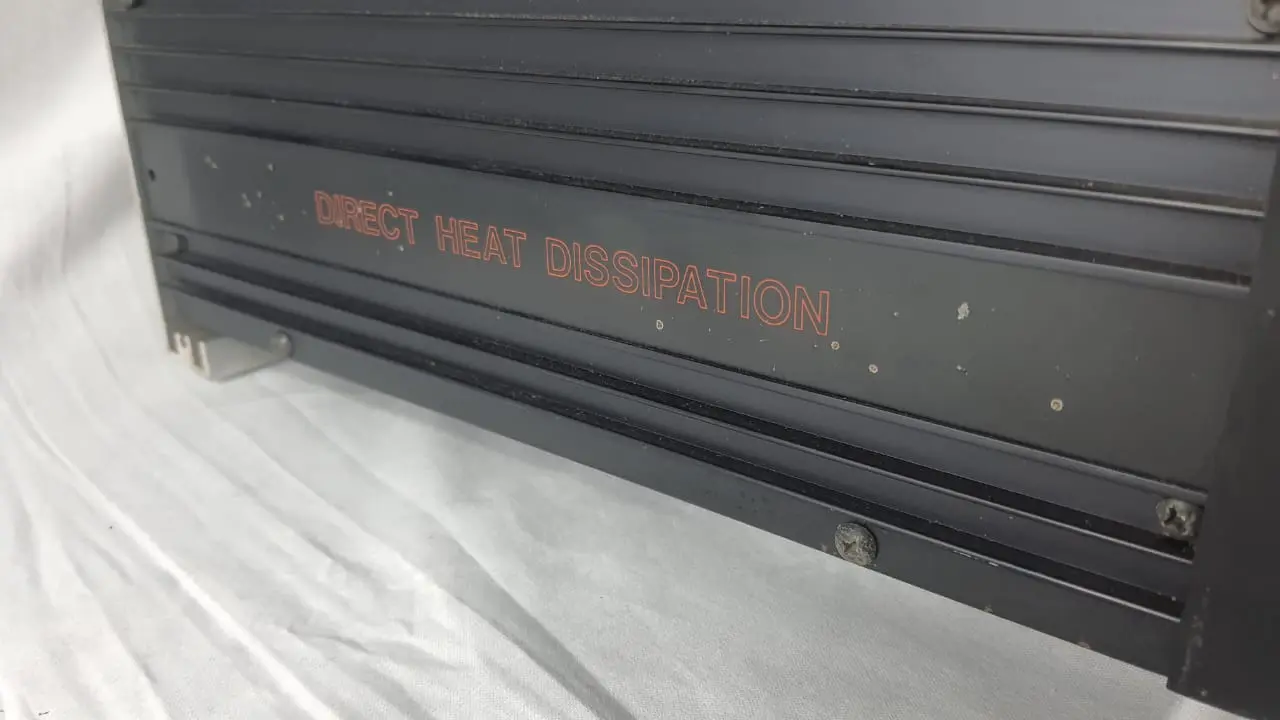 DIRECT HEAT DISSIPATION